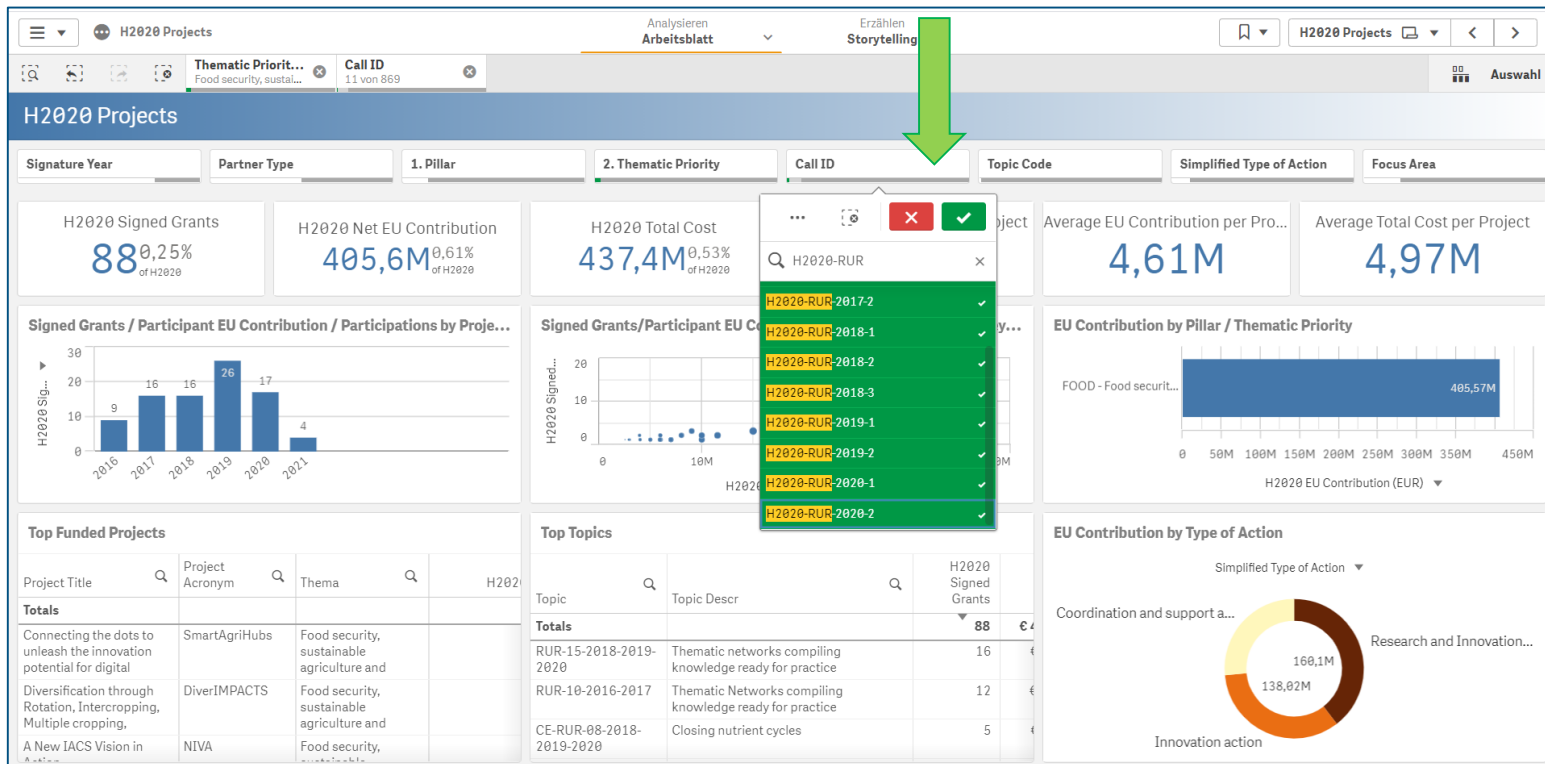 H2020 Projects
Analysieren
Arbeitsblatt
Erzählen
Storytelling
H2020 Projects
Thematic Priorit...
Food security, sustai...
Call ID
11 von 869
Auswahl
H2020 Projects
Signature Year
Partner Type
1. Pillar
2. Thematic Priority
Call ID
Topic Code
Simplified Type of Action
Focus Area
H2020 Signed Grants
88
0,25%
of H2020
H2020 Net EU Contribution
405,6M
0,61%
of H2020
H2020 Total Cost
437,4M
0,53%
of H2020
oject
Average EU Contribution per Pro...
4,61M
Average Total Cost per Project
4,97M
H2020-RUR
H2020-RUR-2017-2
H2020-RUR-2018-1
H2020-RUR-2018-2
H2020-RUR-2018-3
H2020-RUR-2019-1
H2020-RUR-2019-2
H2020-RUR-2020-1
H2020-RUR-2020-2
Signed Grants / Participant EU Contribution / Participations by Proje...
H2020 Sig...
30
20
10
0
9
16
16
26
17
4
2016
2017
2018
2019
2020
2021
Signed Grants/Participant EU Co
y...
H2020 Signed...
20
10
0
0
10M
0M
H2020
EU Contribution by Pillar / Thematic Priority
FOOD - Food securit...
405,57M
0
50M
100M
150M
200M
250M
300M
350M
450M
H2020 EU Contribution (EUR)
Top Funded Projects
Project Title
Project
Acronym
Thema
H202
Totals
Connecting the dots to
unleash the innovation
potential for digital
SmartAgriHubs
Food security,
sustainable
agriculture and
Diversification through
Rotation, Intercropping,
Multiple cropping,
DiverIMPACTS
Food security,
sustainable
agriculture and
A New IACS Vision in
NIVA
Food security,
Top Topics
Topic
Topic Descr
H2020
Signed
Grants
Totals
88
€ 4
RUR-15-2018-2019-
2020
Thematic networks compiling
knowledge ready for practice
16
€
RUR-10-2016-2017
Thematic Networks compiling
knowledge ready for practice
12
€
CE-RUR-08-2018-
2019-2020
Closing nutrient cycles
5
€
EU Contribution by Type of Action
Simplified Type of Action
Coordination and support a...
Research and Innovation...
160,1M
138,02M
Innovation action